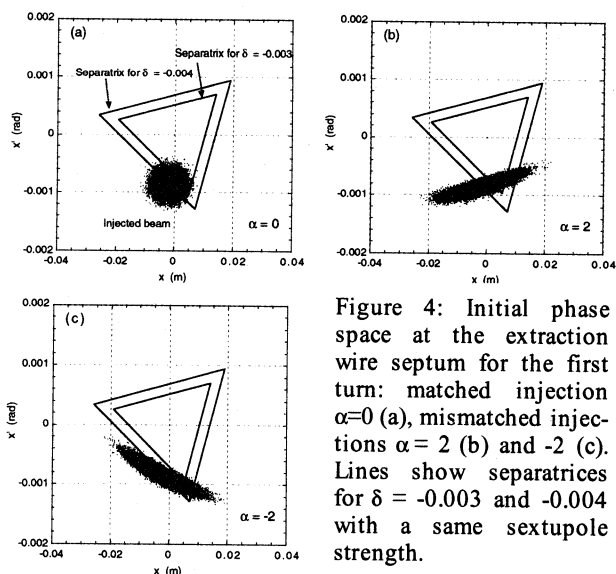 0.002
(a)
Separatrix for δ = -0.003
0.001
Separatrix for δ = -0.004
x' (rad)
0
-0.001
Injected beam
α = 0
-0.002
-0.04
-0.02
0
0.02
0.04
x (m)
0.002
(b)
0.001
x' (rad)
0
-0.001
α = 2
-0.002
-0.04
-0.02
0
0.02
0.04
x (m)
0.002
(c)
0.001
x' (rad)
0
-0.001
α = -2
-0.002
-0.04
-0.02
0
0.02
0.04
x (m)
Figure 4: Initial phase
space at the extraction
wire septum for the first
turn: matched injection
α=0 (a), mismatched injec-
tions α = 2 (b) and -2 (c).
Lines show separatrices
for δ = -0.003 and -0.004
with a same sextupole
strength.